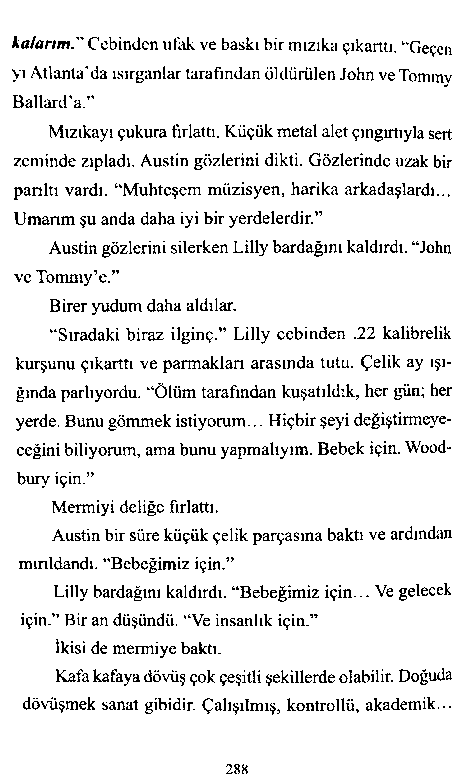 kalarım." Cebinden ufak ve baskı bir mızıka çıkarttı. "Geçen
yı Atlanta'da ısırganlar tarafından öldürülen John ve Tommy
Ballard'a."
Mızıkayı çukura fırlattı. Küçük metal alet çıngırtıyla sert
zeminde zıpladı. Austin gözlerini dikti. Gözlerinde uzak bir
parıltı vardı. "Muhteşem müzisyen, harika arkadaşlardı...
Umarım şu anda daha iyi bir yerdelerdir."
Austin gözlerini silerken Lilly bardağını kaldırdı. "John
ve Tommy'e."
Birer yudum daha aldılar.
"Sıradaki biraz ilginç." Lilly cebinden .22 kalibrelik
kurşunu çıkarttı ve parmakları arasında tuttu. Çelik ay ışı-
ğında parlıyordu. "Ölüm tarafından kuşatıldık, her gün; her
yerde. Bunu gömmek istiyorum... Hiçbir şeyi değiştirmeye-
ceğini biliyorum, ama bunu yapmalıyım. Bebek için. Wood-
bury için."
Mermiyi deliğe fırlattı.
Austin bir süre küçük çelik parçasına baktı ve ardından
mırıldandı. "Bebeğimiz için."
Lilly bardağını kaldırdı. "Bebeğimiz için... Ve gelecek
için." Bir an düşündü. "Ve insanlık için."
İkisi de mermiye baktı.
Kafa kafaya dövüş çok çeşitli şekillerde olabilir. Doğuda
dövüşmek sanat gibidir. Çalışılmış, kontrollü, akademik...
288